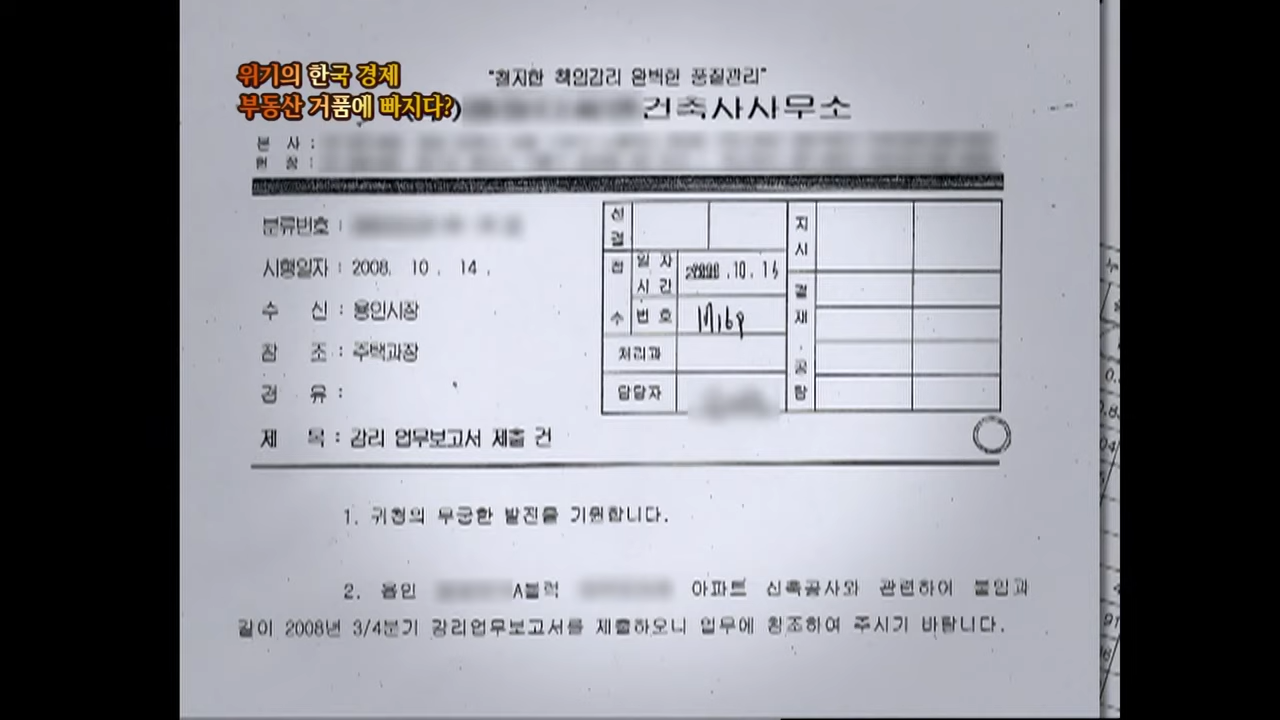 위기의 한국 경제
부동산 거품에 빠지다?
"철저한 책임감리 완벽한 품질관리"
건축사사무소
본 사 :
현 장 :
분류번호 :
시행일자 : 2008. 10. 14.
수 신 : 용인시장
참 조 : 주택과장
경 유 :
제 목 : 감리 업무보고서 제출 건
선결
지시
접수
일자
시간
.10.15
번호
결재.공람
처리과
담당자
1. 귀청의 무궁한 발전을 기원합니다.
2. 용인 A블럭 아파트 신축공사와 관련하여 붙임과
같이 2008년 3/4분기 감리업무보고서를 제출하오니 업무에 참조하여 주시기 바랍니다.